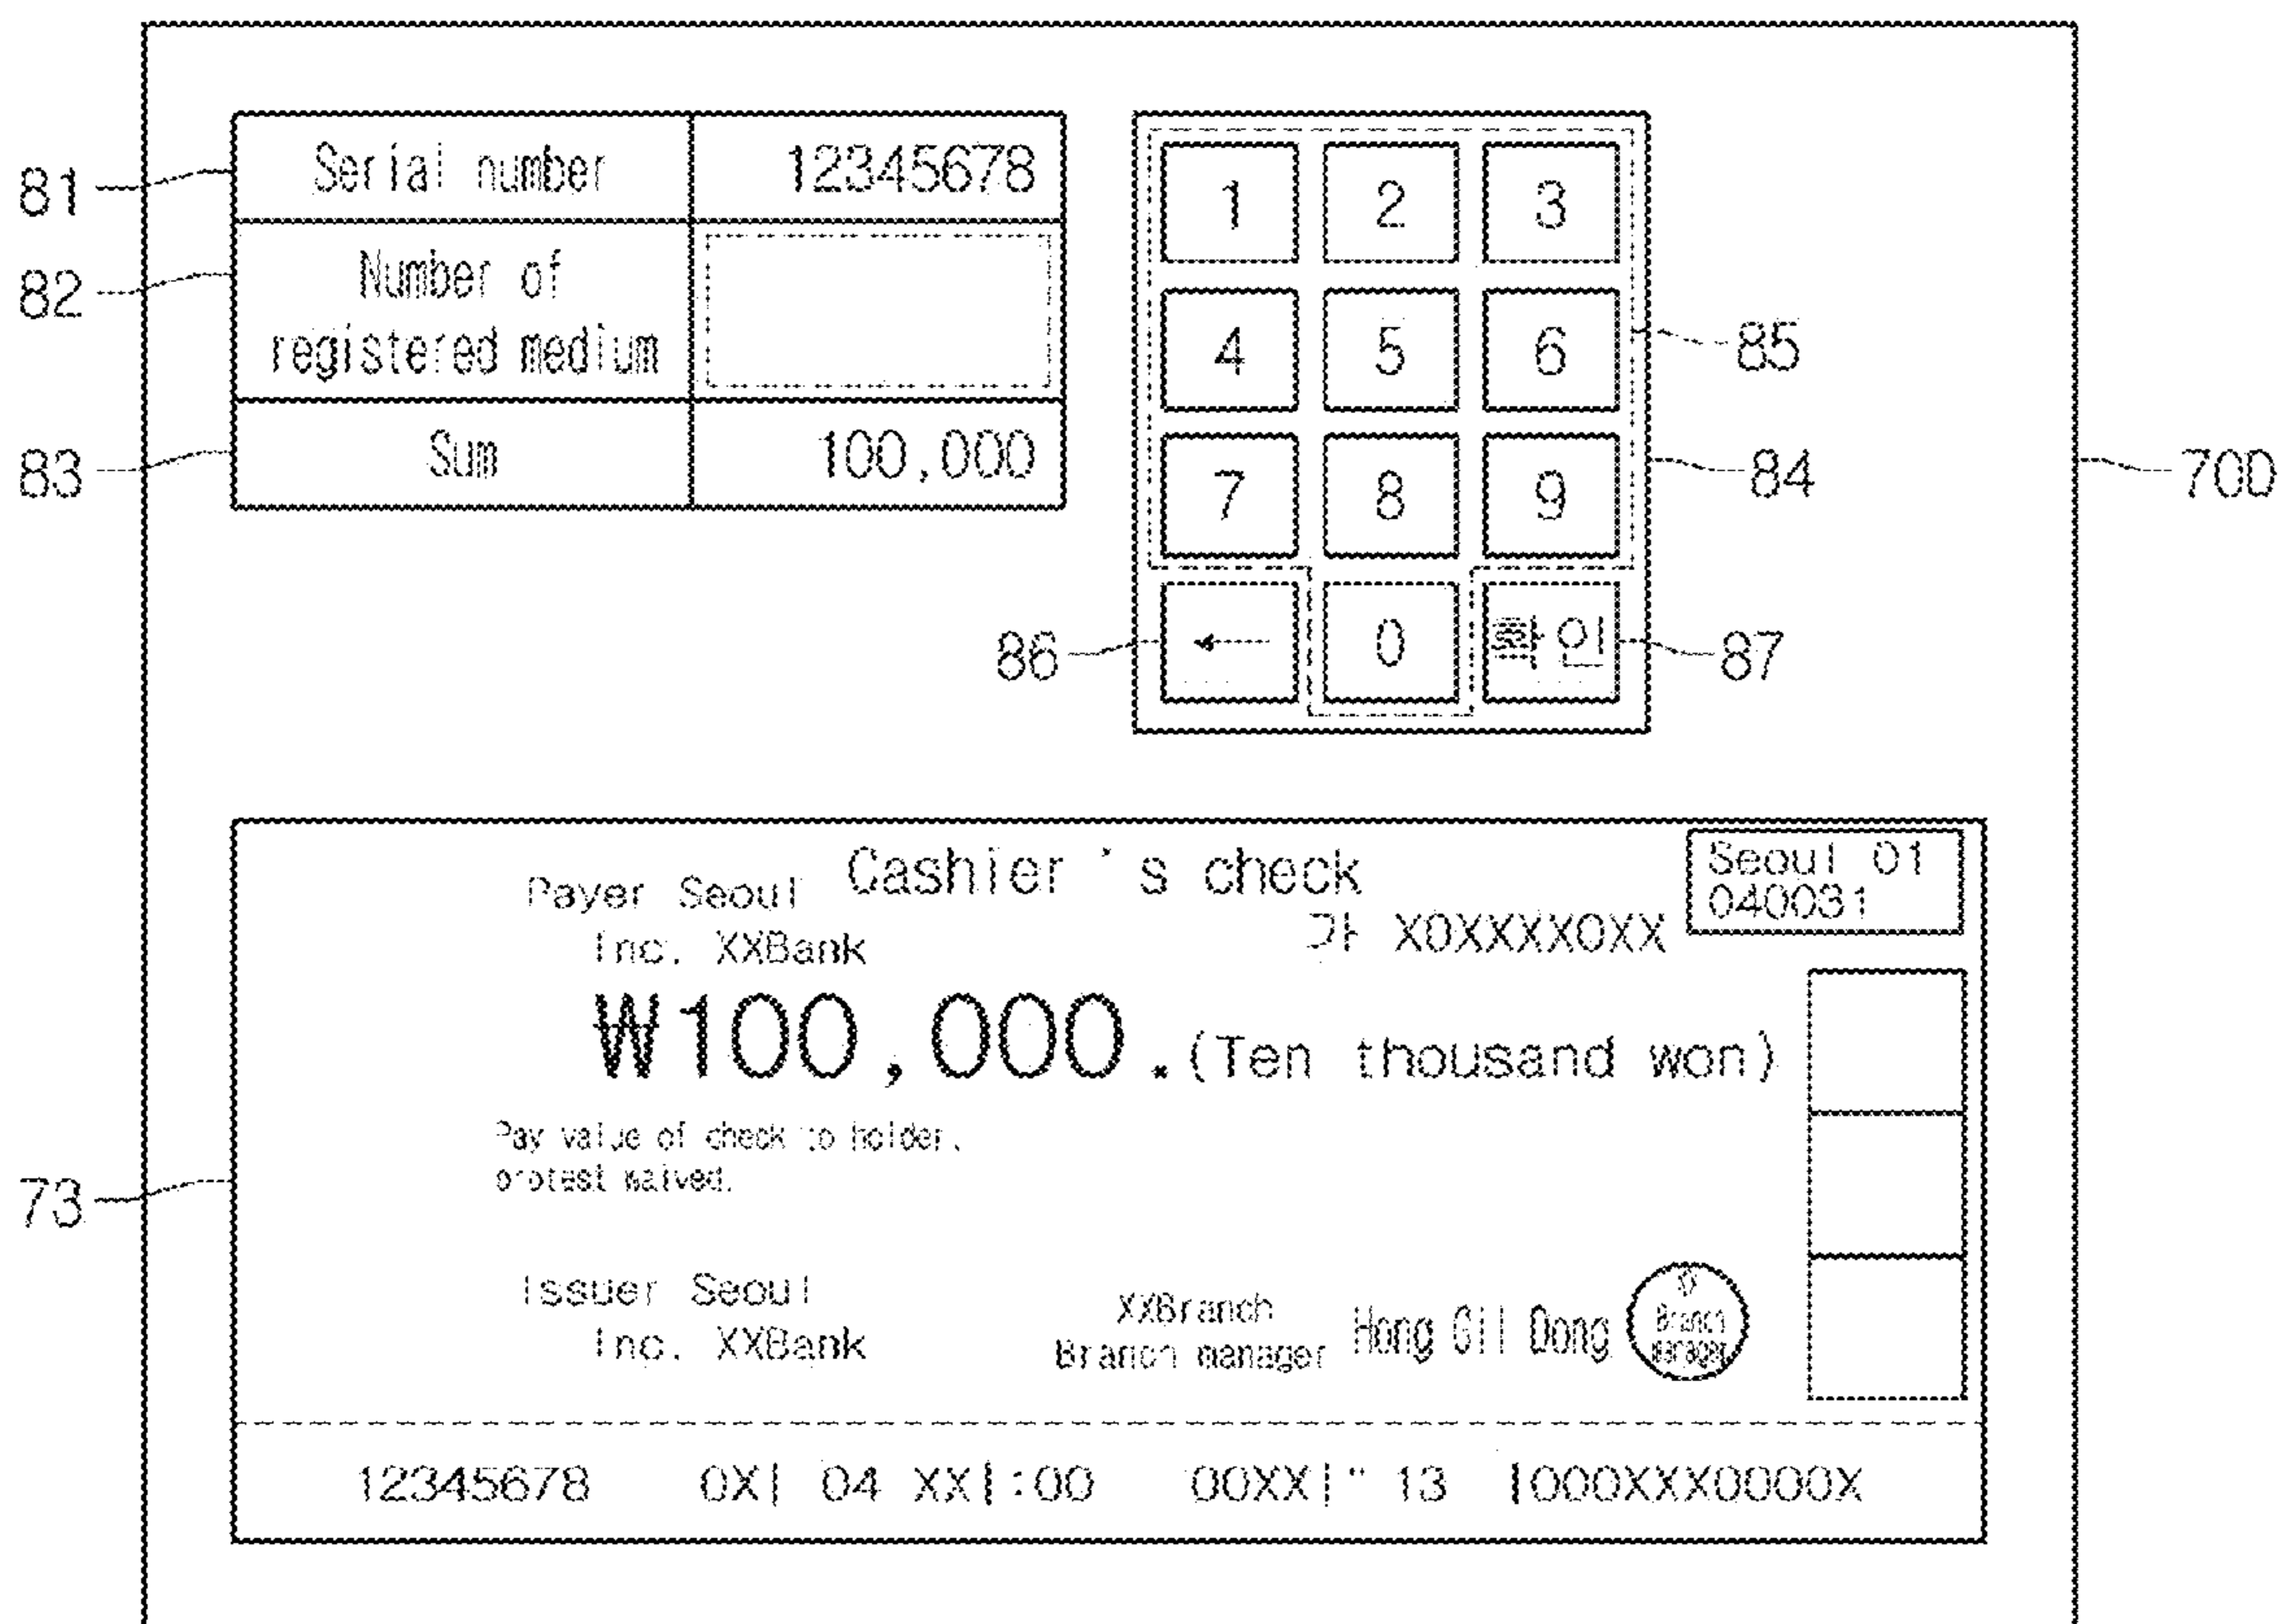 81
Serial number 12345678
82
Number of
registered medium
83
Sum 100,000
1 2 3
4 5 6
7 8 9
← 0 확인
85
84
86
87
700
73
Cashier's check
Payer Seoul
Inc. XXBank
Seoul 01
040031
가 X0XXXX0XX
₩100,000.(Ten thousand won)
Pay value of check to holder,
protest waived.
Issuer Seoul
Inc. XXBank
XXBranch
Branch manager
Hong Gil Dong
Branch
manager
12345678 0X| 04 XX|:00 00XX|" 13 |000XXX0000X